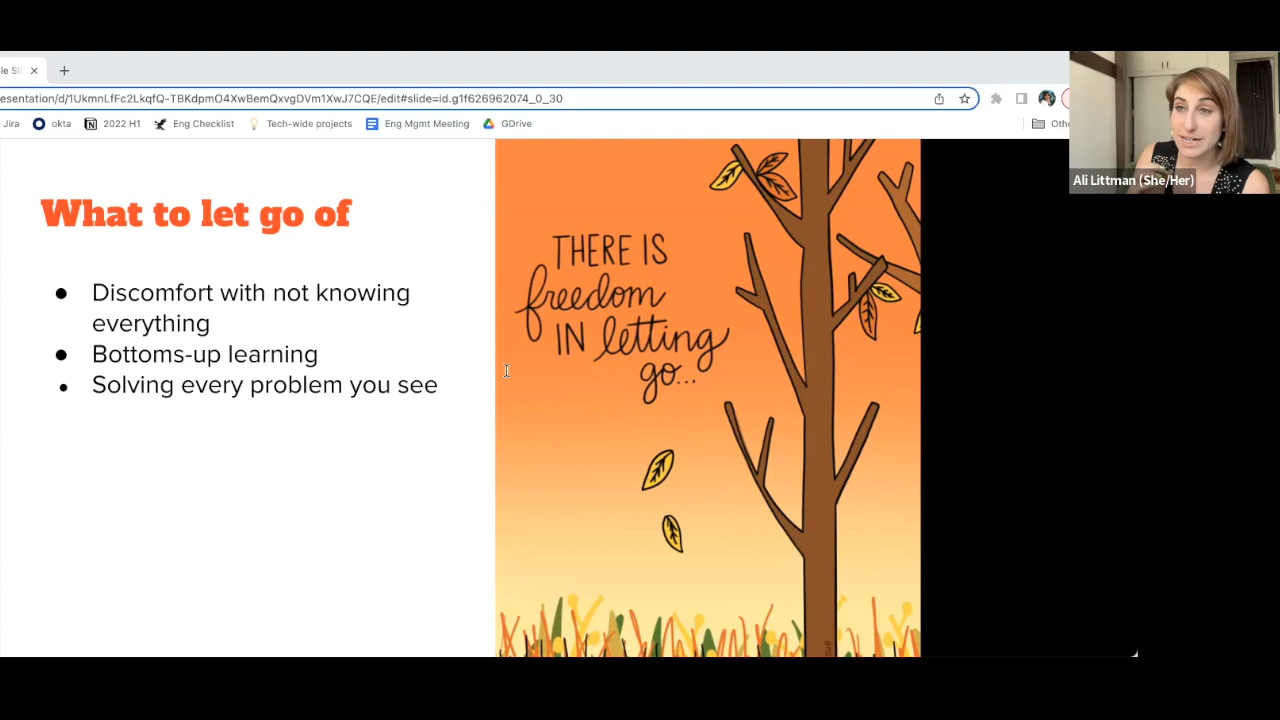 le Sli
esentation/d/1UkmnLfFc2LkqfQ-TBKdpmO4XwBemQxvgDVm1XwJ7CQE/edit#slide=id.g1f626962074_0_30
Jira okta 2022 H1 Eng Checklist Tech-wide projects Eng Mgmt Meeting GDrive Othe
Ali Littman (She/Her)
What to let go of
● Discomfort with not knowing
everything
● Bottoms-up learning
● Solving every problem you see
THERE IS
freedom
IN letting
go...